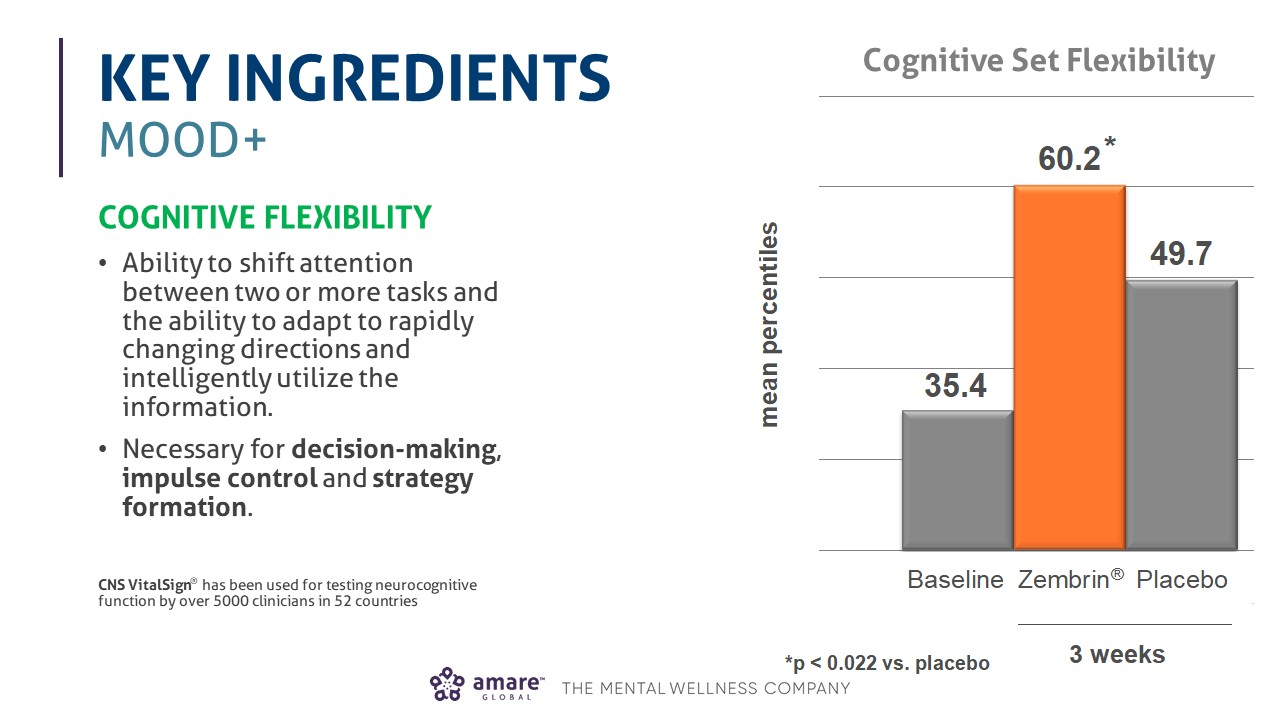 KEY INGREDIENTS
MOOD+
COGNITIVE FLEXIBILITY
• Ability to shift attention
between two or more tasks and
the ability to adapt to rapidly
changing directions and
intelligently utilize the
information.
• Necessary for decision-making,
impulse control and strategy
formation.
CNS VitalSign® has been used for testing neurocognitive
function by over 5000 clinicians in 52 countries
Cognitive Set Flexibility
mean percentiles
35.4
60.2*
49.7
Baseline Zembrin® Placebo
3 weeks
*p < 0.022 vs. placebo
amare™
GLOBAL
THE MENTAL WELLNESS COMPANY